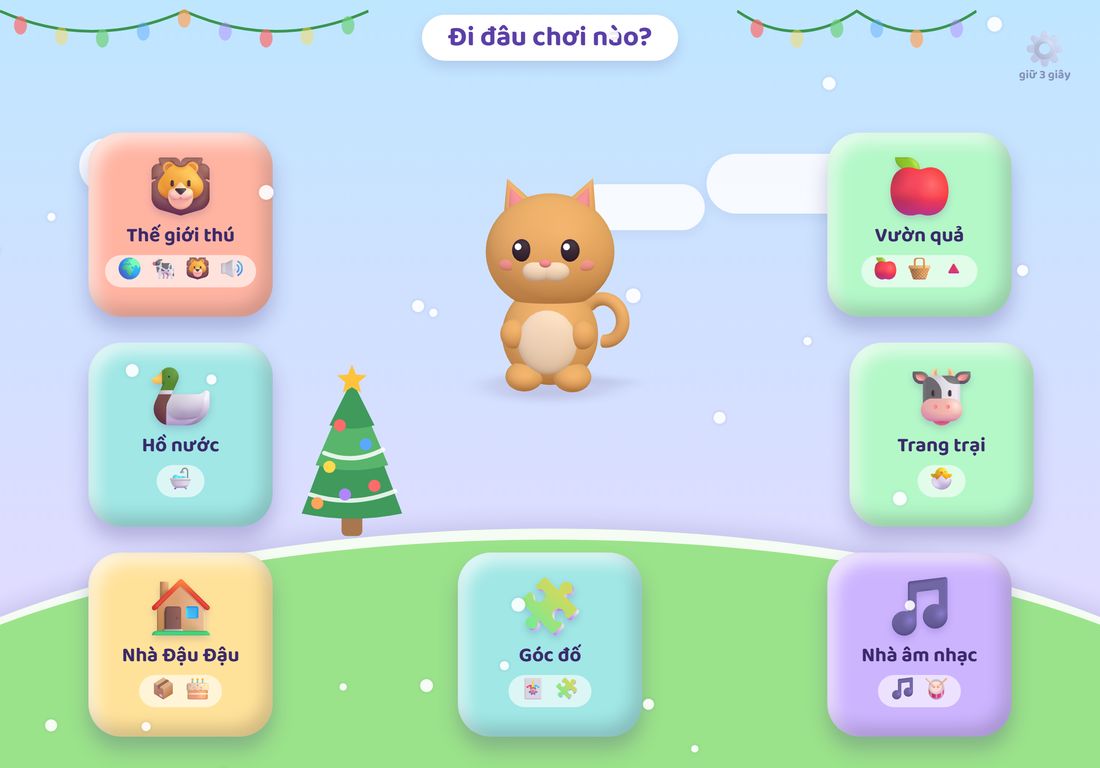 Đi đâu chơi nào?
giữ 3 giây
Thế giới thú
Vườn quả
Hồ nước
Trang trại
Nhà Đậu Đậu
Góc đố
Nhà âm nhạc